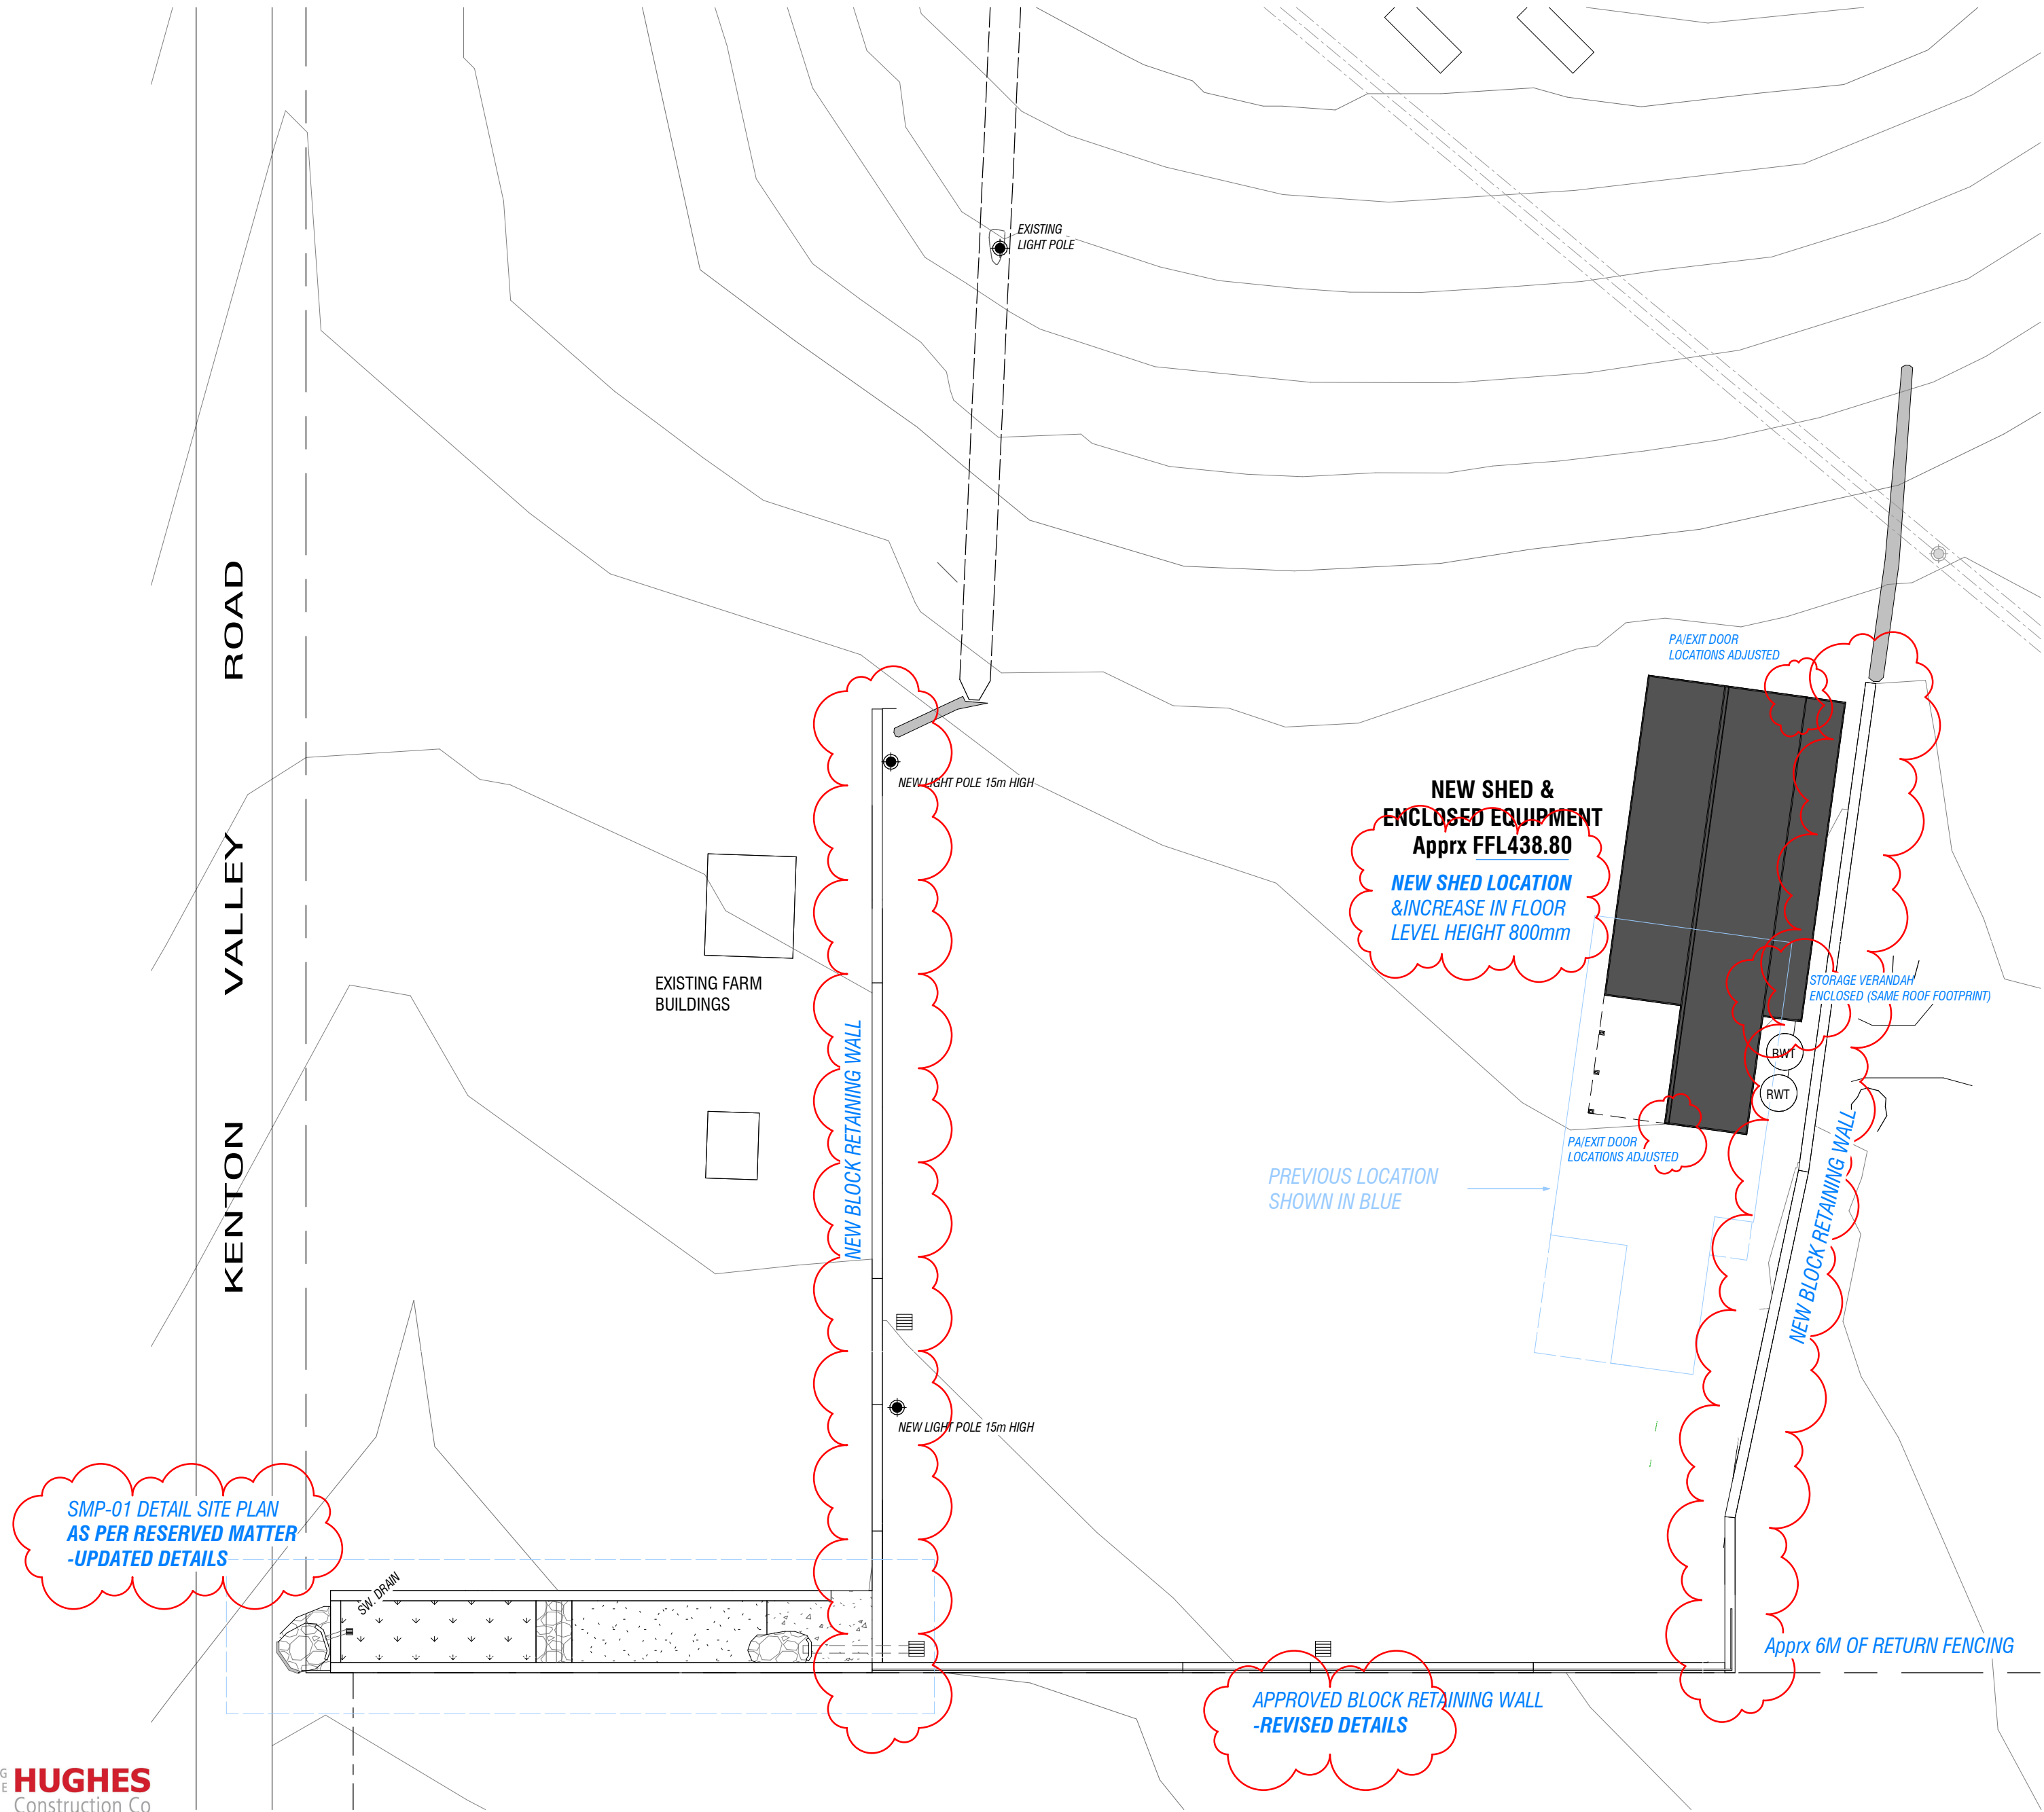 EXISTING
LIGHT POLE
KENTON VALLEY ROAD
PA/EXIT DOOR
LOCATIONS ADJUSTED
NEW LIGHT POLE 15m HIGH
NEW SHED &
ENCLOSED EQUIPMENT
Apprx FFL438.80
NEW SHED LOCATION
&INCREASE IN FLOOR
LEVEL HEIGHT 800mm
EXISTING FARM
BUILDINGS
STORAGE VERANDAH
ENCLOSED (SAME ROOF FOOTPRINT)
RWT
RWT
NEW BLOCK RETAINING WALL
PA/EXIT DOOR
LOCATIONS ADJUSTED
PREVIOUS LOCATION
SHOWN IN BLUE
NEW BLOCK RETAINING WALL
NEW LIGHT POLE 15m HIGH
SMP-01 DETAIL SITE PLAN
AS PER RESERVED MATTER
-UPDATED DETAILS
SW. DRAIN
Apprx 6M OF RETURN FENCING
APPROVED BLOCK RETAINING WALL
-REVISED DETAILS
G
E
HUGHES
Construction Co